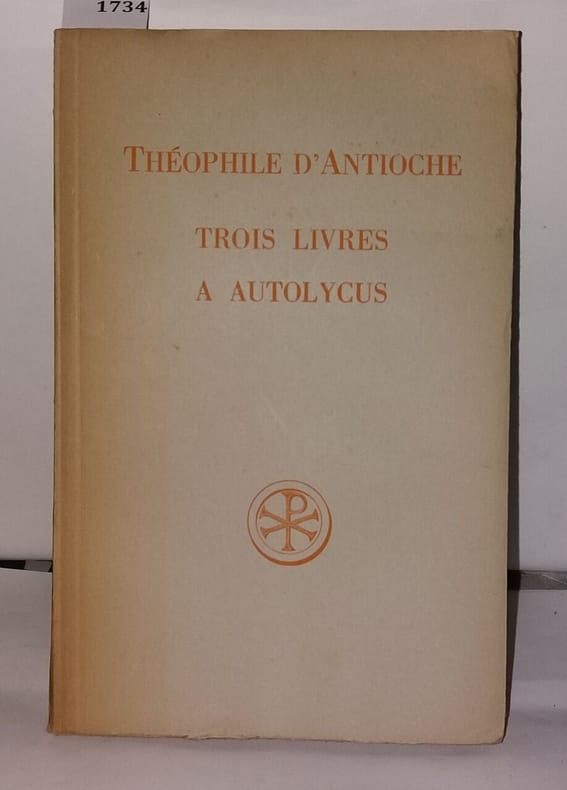 1734
THÉOPHILE D'ANTIOCHE
TROIS LIVRES
A AUTOLYCUS